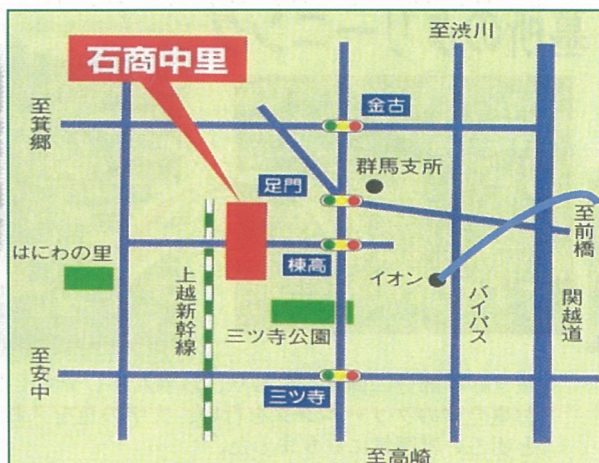 至渋川
石商中里
金古
至箕郷
群馬支所
足門
至前橋
はにわの里
棟高
イオン
上越新幹線
バイパス
関越道
三ツ寺公園
至安中
三ツ寺
至高崎